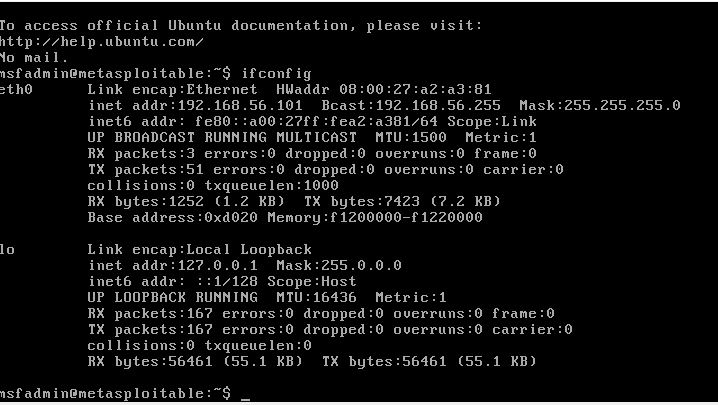 To access official Ubuntu documentation, please visit:
http://help.ubuntu.com/
No mail.
msfadmin@metasploitable:~$ ifconfig
eth0      Link encap:Ethernet  HWaddr 08:00:27:a2:a3:81
          inet addr:192.168.56.101  Bcast:192.168.56.255  Mask:255.255.255.0
          inet6 addr: fe80::a00:27ff:fea2:a381/64 Scope:Link
          UP BROADCAST RUNNING MULTICAST  MTU:1500  Metric:1
          RX packets:3 errors:0 dropped:0 overruns:0 frame:0
          TX packets:51 errors:0 dropped:0 overruns:0 carrier:0
          collisions:0 txqueuelen:1000
          RX bytes:1252 (1.2 KB)  TX bytes:7423 (7.2 KB)
          Base address:0xd020 Memory:f1200000-f1220000
lo        Link encap:Local Loopback
          inet addr:127.0.0.1  Mask:255.0.0.0
          inet6 addr: ::1/128 Scope:Host
          UP LOOPBACK RUNNING  MTU:16436  Metric:1
          RX packets:167 errors:0 dropped:0 overruns:0 frame:0
          TX packets:167 errors:0 dropped:0 overruns:0 carrier:0
          collisions:0 txqueuelen:0
          RX bytes:56461 (55.1 KB)  TX bytes:56461 (55.1 KB)
msfadmin@metasploitable:~$ _